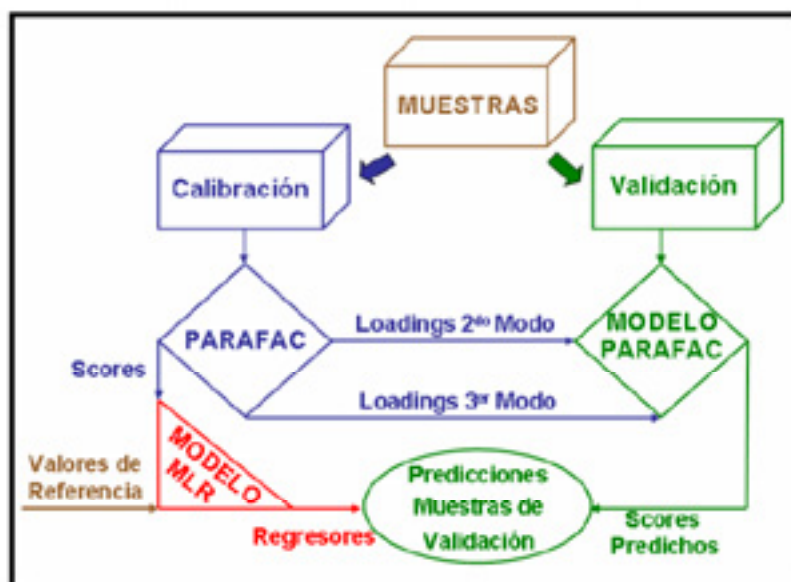 MUESTRAS
Calibración
Validación
PARAFAC
Loadings 2do Modo
MODELO
PARAFAC
Scores
Loadings 3er Modo
Valores de
Referencia
MODELO
MLR
Regresores
Predicciones
Muestras de
Validación
Scores
Predichos